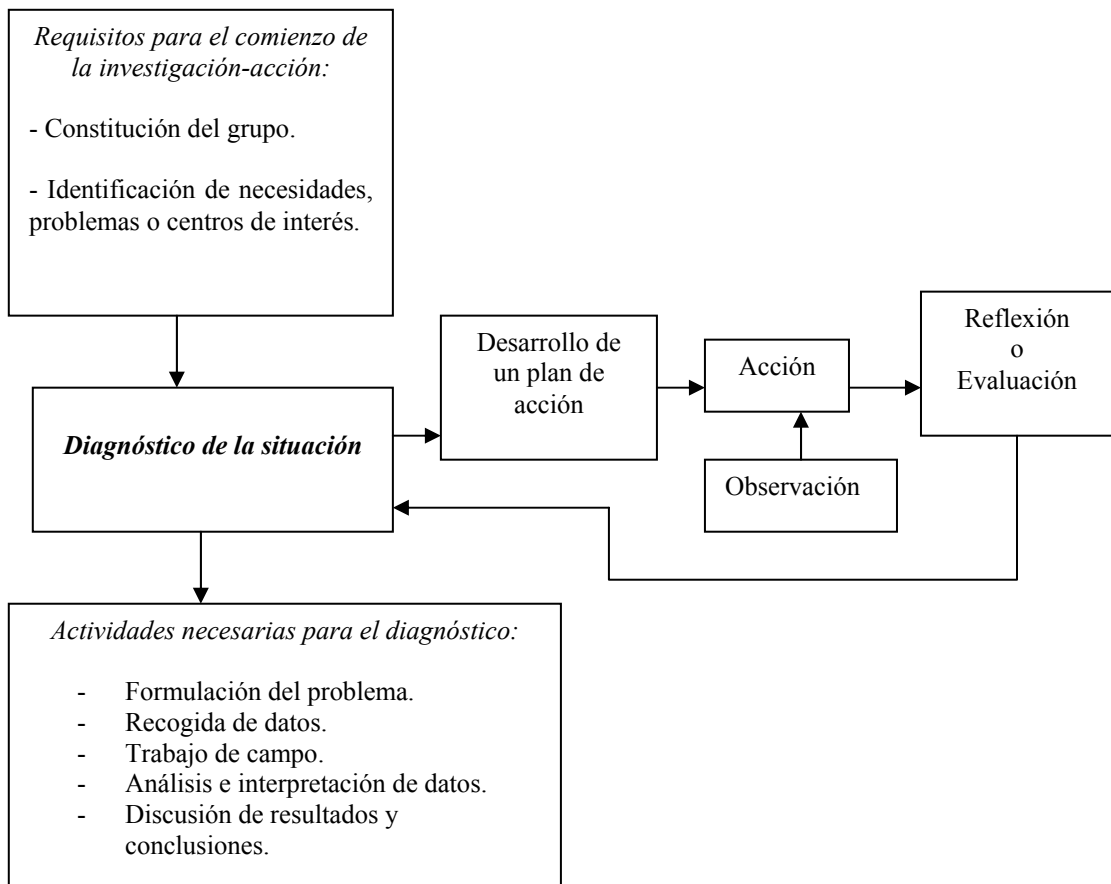 Requisitos para el comienzo de
la investigación-acción:
- Constitución del grupo.
- Identificación de necesidades,
problemas o centros de interés.
Diagnóstico de la situación
Desarrollo de
un plan de
acción
Acción
Observación
Reflexión
o
Evaluación
Actividades necesarias para el diagnóstico:
- Formulación del problema.
- Recogida de datos.
- Trabajo de campo.
- Análisis e interpretación de datos.
- Discusión de resultados y
conclusiones.